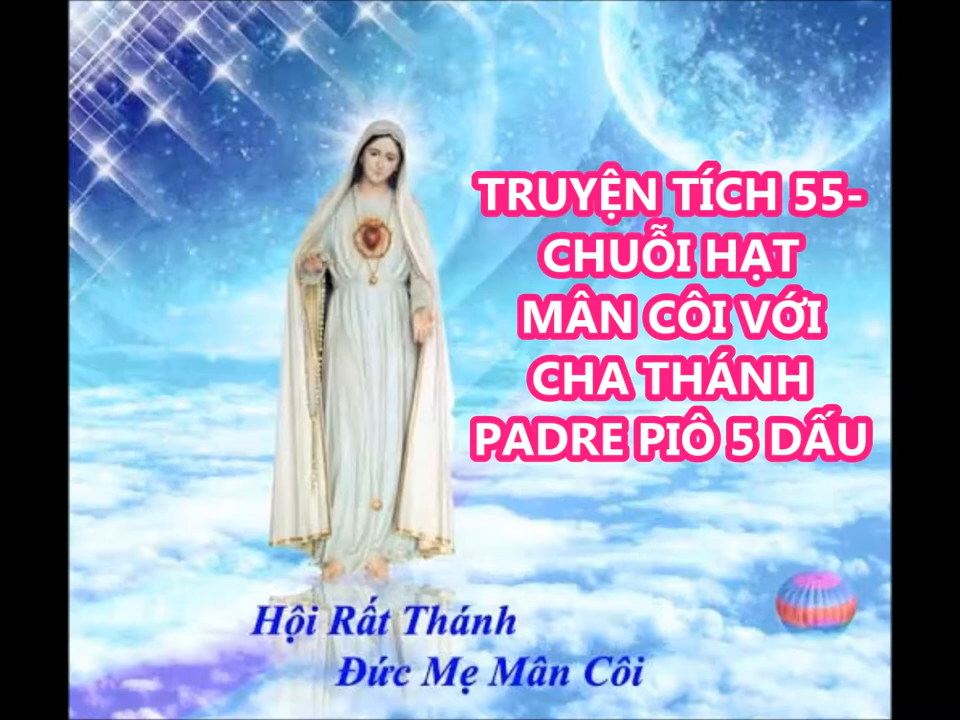 TRUYỆN TÍCH 55-
CHUỖI HẠT
MÂN CÔI VỚI
CHA THÁNH
PADRE PIÔ 5 DẤU
Hội Rất Thánh
Đức Mẹ Mân Côi